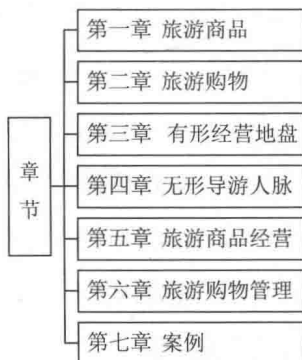 章节
第一章 旅游商品
第二章 旅游购物
第三章 有形经营地盘
第四章 无形导游人脉
第五章 旅游商品经营
第六章 旅游购物管理
第七章 案例